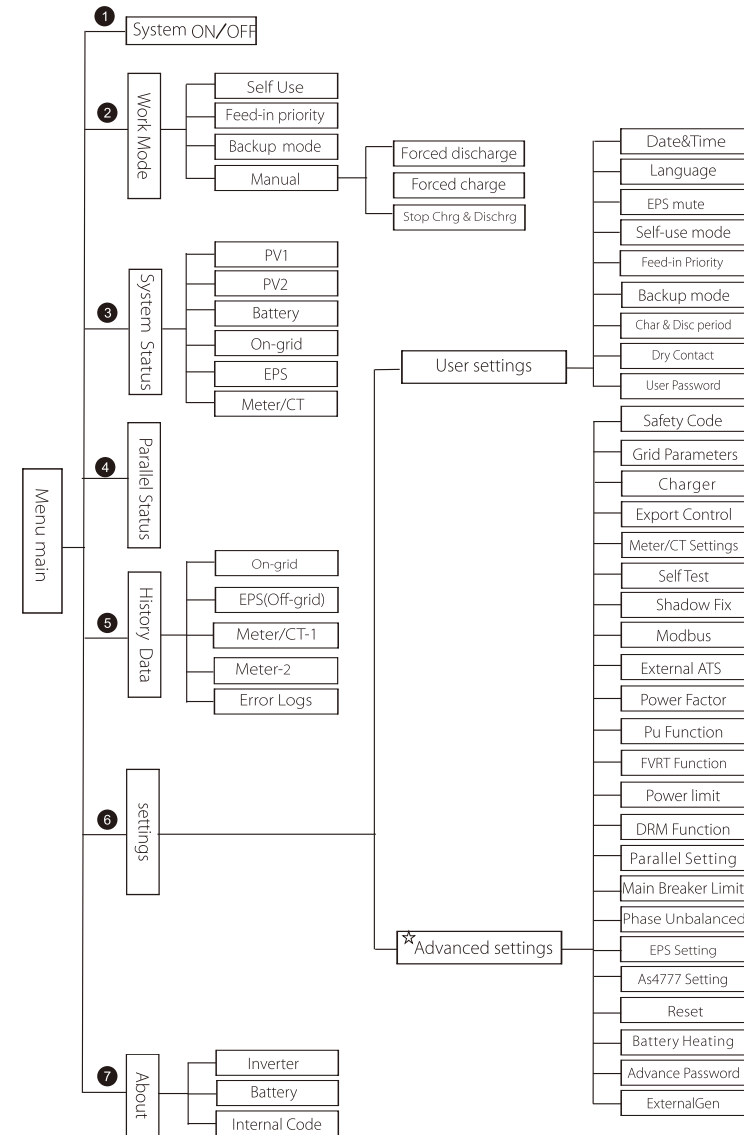 Menu main
1
System ON/OFF
2
Work Mode
Self Use
Feed-in priority
Backup mode
Manual
Forced discharge
Forced charge
Stop Chrg & Dischrg
3
System Status
PV1
PV2
Battery
On-grid
EPS
Meter/CT
4
Parallel Status
5
History Data
On-grid
EPS(Off-grid)
Meter/CT-1
Meter-2
Error Logs
6
settings
User settings
Date&Time
Language
EPS mute
Self-use mode
Feed-in Priority
Backup mode
Char & Disc period
Dry Contact
User Password
☆Advanced settings
Safety Code
Grid Parameters
Charger
Export Control
Meter/CT Settings
Self Test
Shadow Fix
Modbus
External ATS
Power Factor
Pu Function
FVRT Function
Power limit
DRM Function
Parallel Setting
Main Breaker Limit
Phase Unbalanced
EPS Setting
As4777 Setting
Reset
Battery Heating
Advance Password
ExternalGen
7
About
Inverter
Battery
Internal Code